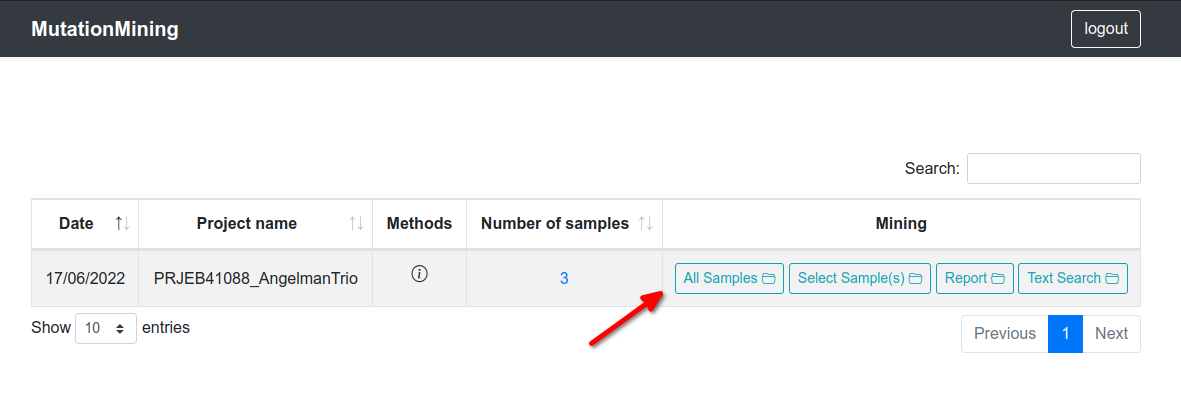 MutationMining logout
Search:
Date Project name Methods Number of samples Mining
17/06/2022 PRJEB41088_AngelmanTrio 3 All Samples Select Sample(s) Report Text Search
Show 10 entries Previous 1 Next